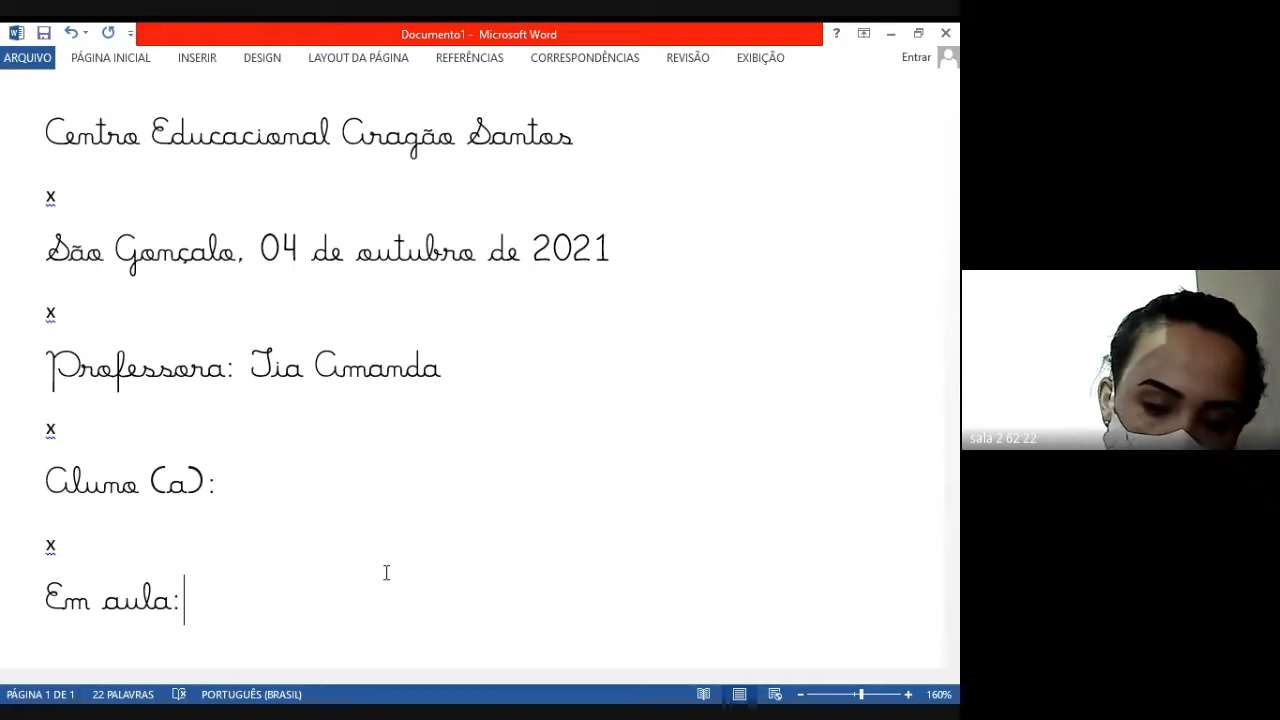 Documento1 - Microsoft Word
?
ARQUIVO PÁGINA INICIAL INSERIR DESIGN LAYOUT DA PÁGINA REFERÊNCIAS CORRESPONDÊNCIAS REVISÃO EXIBIÇÃO Entrar
Centro Educacional Aragão Santos
x
São Gonçalo, 04 de outubro de 2021
x
Professora: Tia Amanda
x
Aluno (a):
x
Em aula:
sala 2 62 22
PÁGINA 1 DE 1 22 PALAVRAS PORTUGUÊS (BRASIL) 160%